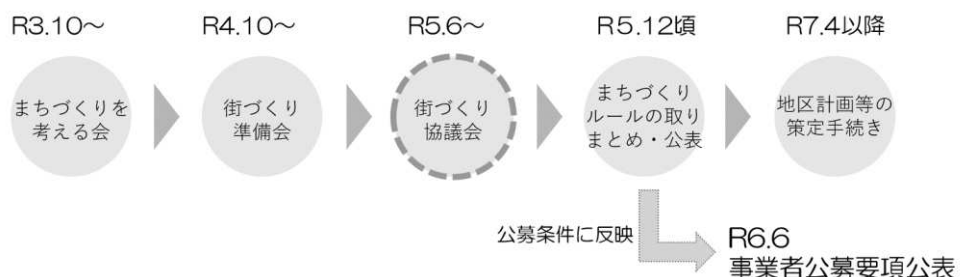 R3.10～
R4.10～
R5.6～
R5.12頃
R7.4以降
まちづくりを
考える会
街づくり
準備会
街づくり
協議会
まちづくり
ルールの取り
まとめ・公表
地区計画等の
策定手続き
公募条件に反映
R6.6
事業者公募要項公表